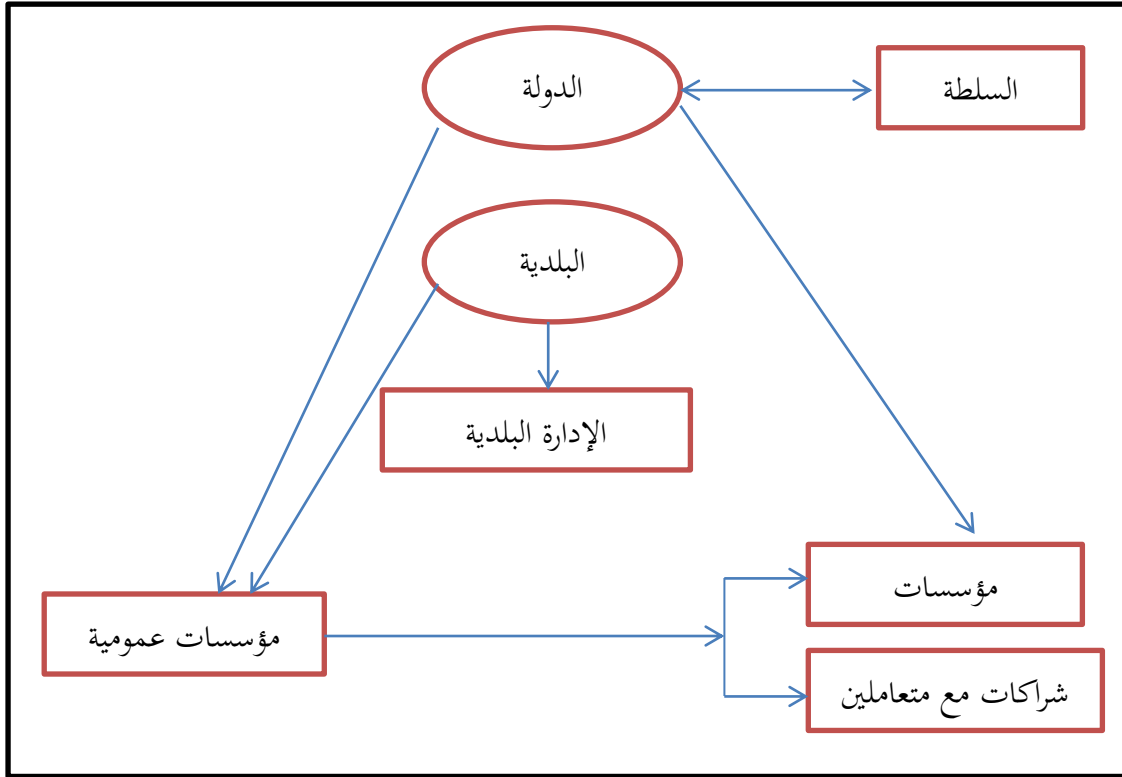 السلطة
الدولة
البلدية
الإدارة البلدية
مؤسسات
مؤسسات عمومية
شراكات مع متعاملين